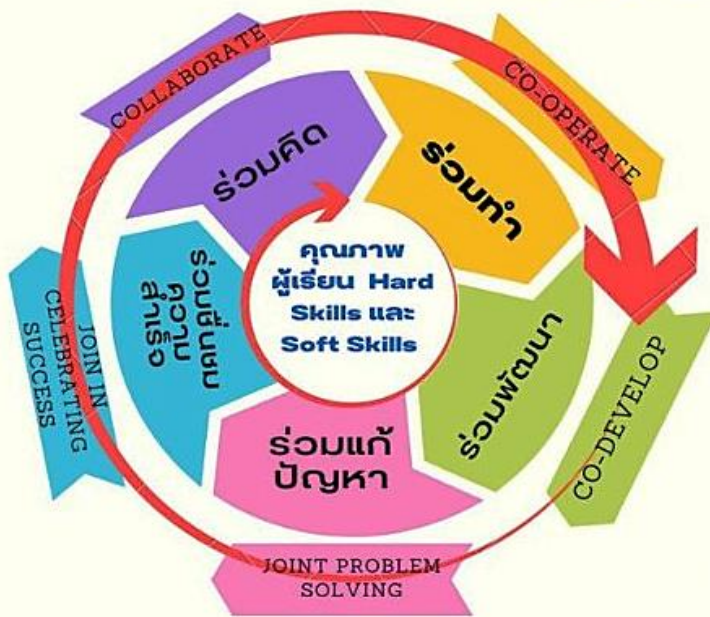 COLLABORATE
ร่วมคิด
CO-OPERATE
ร่วมทำ
คุณภาพ
ผู้เรียน Hard
Skills และ
Soft Skills
ร่วมพัฒนา
CO-DEVELOP
ร่วมแก้
ปัญหา
JOINT PROBLEM
SOLVING
ร่วมชื่นชม
ความ
สำเร็จ
JOIN IN
CELEBRATING
SUCCESS